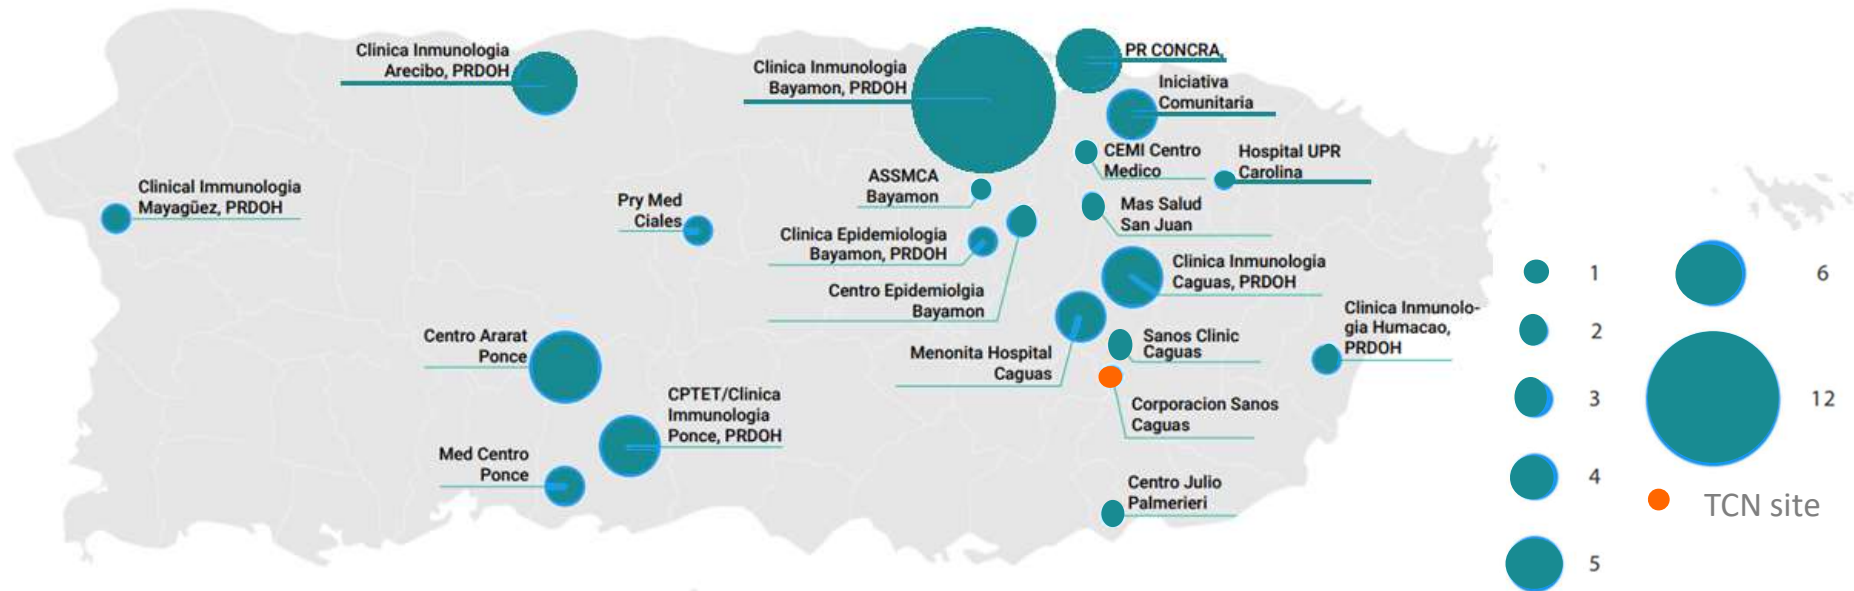 Clinica Inmunologia
Arecibo, PRDOH
Clinica Inmunologia
Bayamon, PRDOH
PR CONCRA,
Iniciativa
Comunitaria
CEMI Centro
Medico
Hospital UPR
Carolina
Clinical Immunologia
Mayagüez, PRDOH
Pry Med
Ciales
ASSMCA
Bayamon
Mas Salud
San Juan
Clinica Epidemiologia
Bayamon, PRDOH
Centro Epidemiolgia
Bayamon
Clinica Inmunologia
Caguas, PRDOH
Clinica Inmunolo-
gia Humacao,
PRDOH
Centro Ararat
Ponce
Menonita Hospital
Caguas
Sanos Clinic
Caguas
CPTET/Clinica
Immunologia
Ponce, PRDOH
Corporacion Sanos
Caguas
Med Centro
Ponce
Centro Julio
Palmerieri
1
2
3
4
5
6
12
TCN site